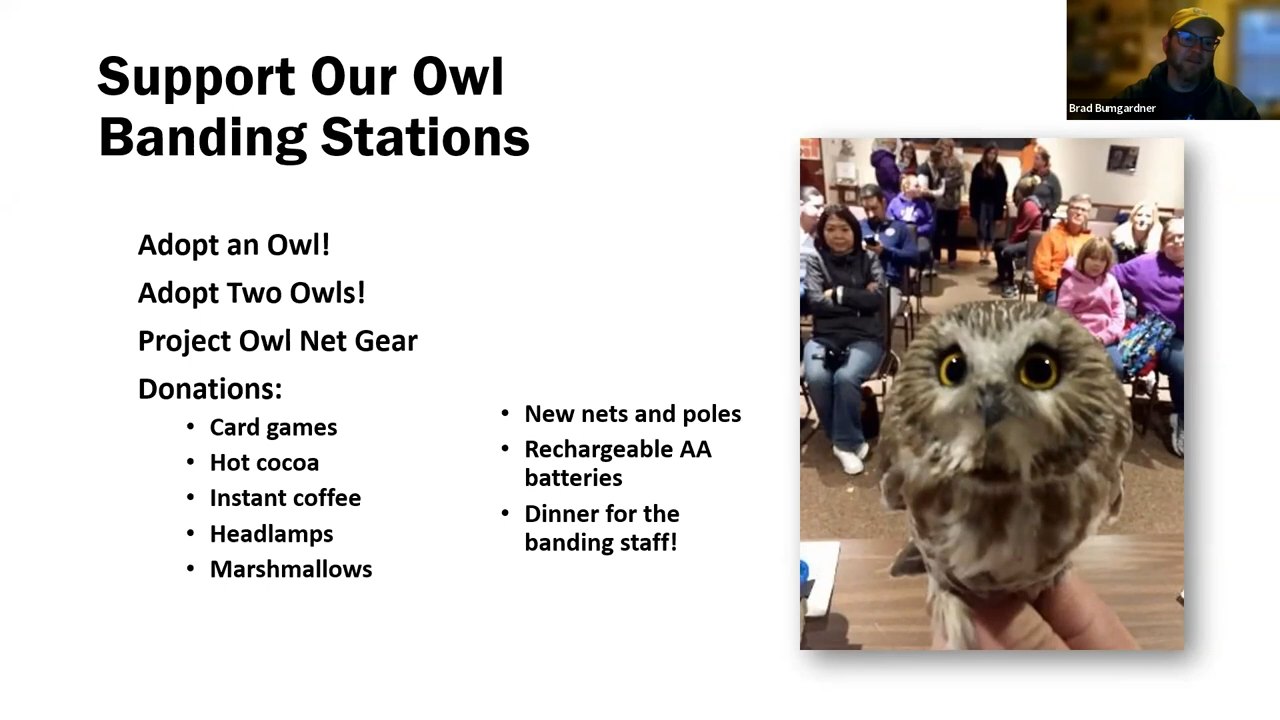 Support Our Owl
Banding Stations
Brad Bumgardner
Adopt an Owl!
Adopt Two Owls!
Project Owl Net Gear
Donations:
• Card games
• Hot cocoa
• Instant coffee
• Headlamps
• Marshmallows
• New nets and poles
• Rechargeable AA
batteries
• Dinner for the
banding staff!